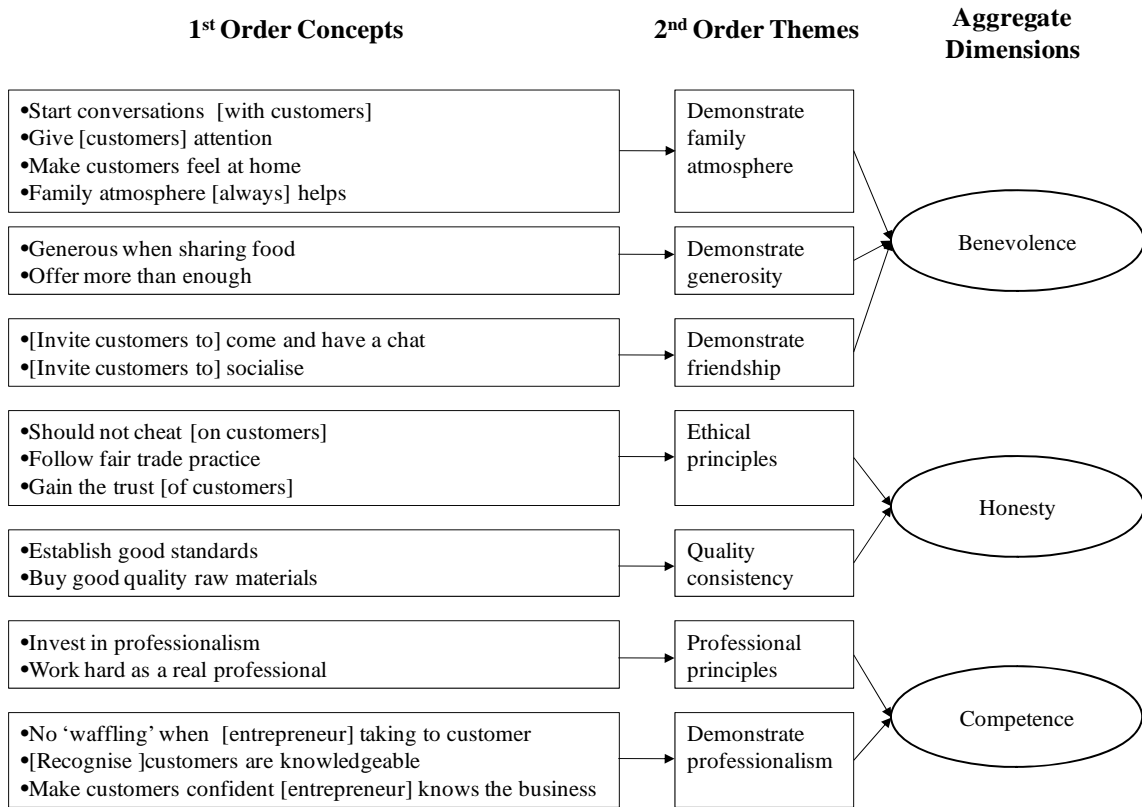 1st Order Concepts
2nd Order Themes
Aggregate
Dimensions
•Start conversations [with customers]
•Give [customers] attention
•Make customers feel at home
•Family atmosphere [always] helps
Demonstrate
family
atmosphere
•Generous when sharing food
•Offer more than enough
Demonstrate
generosity
•[Invite customers to] come and have a chat
•[Invite customers to] socialise
Demonstrate
friendship
Benevolence
•Should not cheat [on customers]
•Follow fair trade practice
•Gain the trust [of customers]
Ethical
principles
•Establish good standards
•Buy good quality raw materials
Quality
consistency
Honesty
•Invest in professionalism
•Work hard as a real professional
Professional
principles
•No ‘waffling’ when [entrepreneur] taking to customer
•[Recognise ]customers are knowledgeable
•Make customers confident [entrepreneur] knows the business
Demonstrate
professionalism
Competence